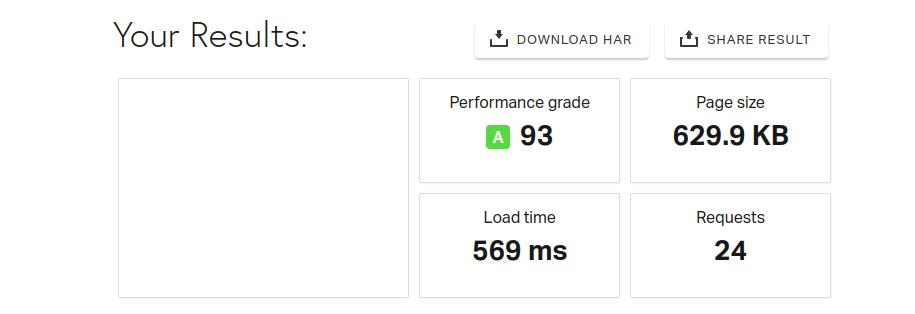 Your Results:
DOWNLOAD HAR
SHARE RESULT
Performance grade
A 93
Page size
629.9 KB
Load time
569 ms
Requests
24